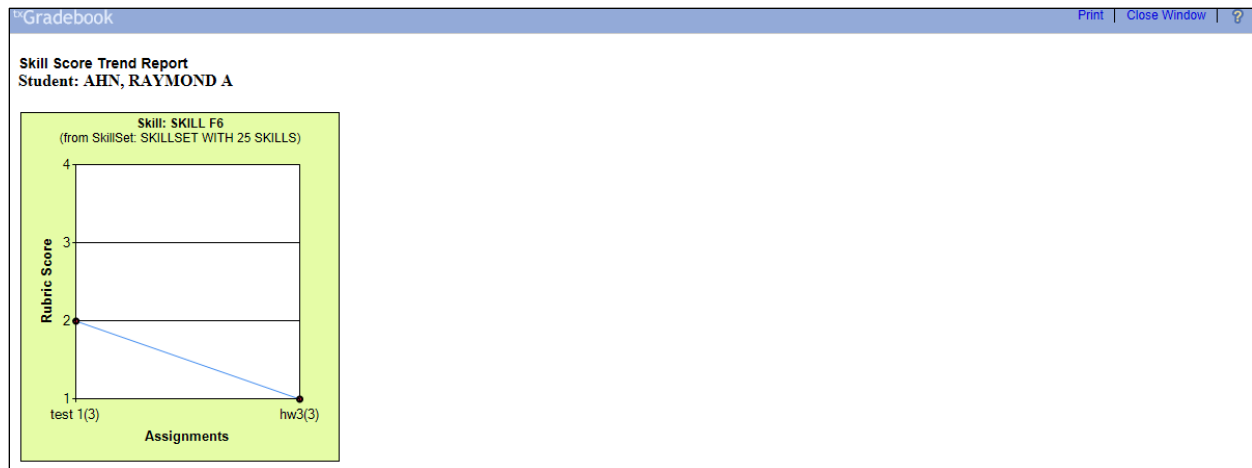 txGradebook
Print | Close Window | ?
Skill Score Trend Report
Student: AHN, RAYMOND A
Skill: SKILL F6
(from SkillSet: SKILLSET WITH 25 SKILLS)
4
3
Rubric Score
2
1
test 1(3) hw3(3)
Assignments